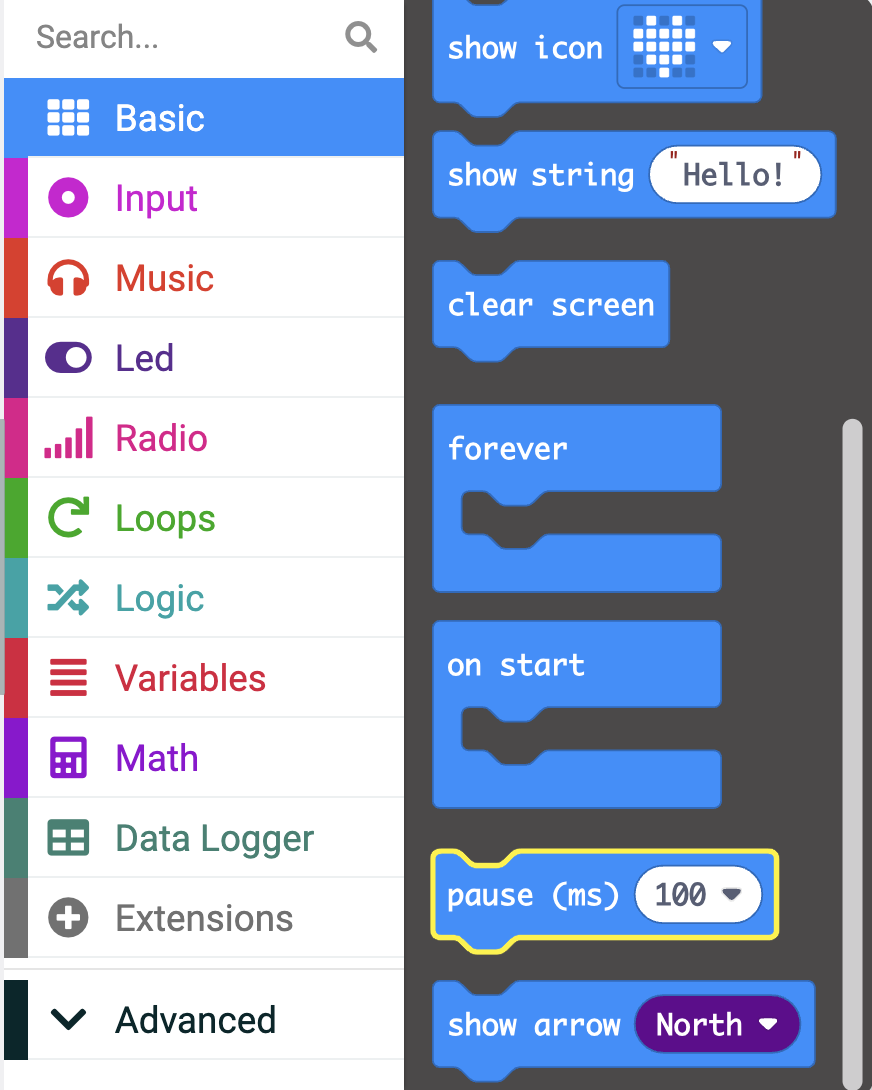 Search...
Basic
Input
Music
Led
Radio
Loops
Logic
Variables
Math
Data Logger
Extensions
Advanced
show icon
show string "Hello!"
clear screen
forever
on start
pause (ms) 100
show arrow North